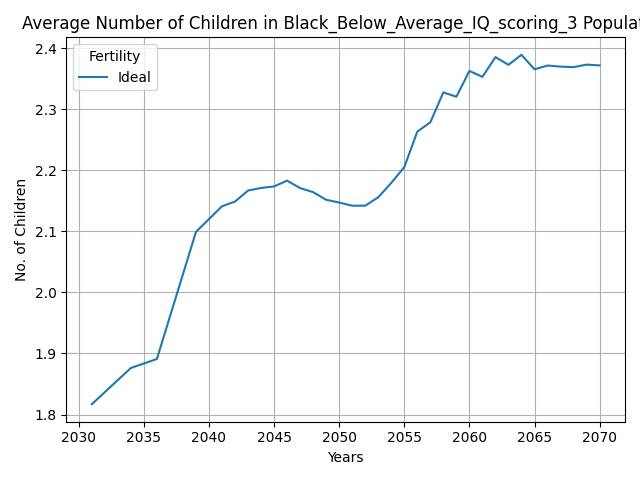 Average Number of Children in Black_Below_Average_IQ_scoring_3 Populat
Fertility
Ideal
No. of Children
2.4
2.3
2.2
2.1
2.0
1.9
1.8
2030 2035 2040 2045 2050 2055 2060 2065 2070
Years